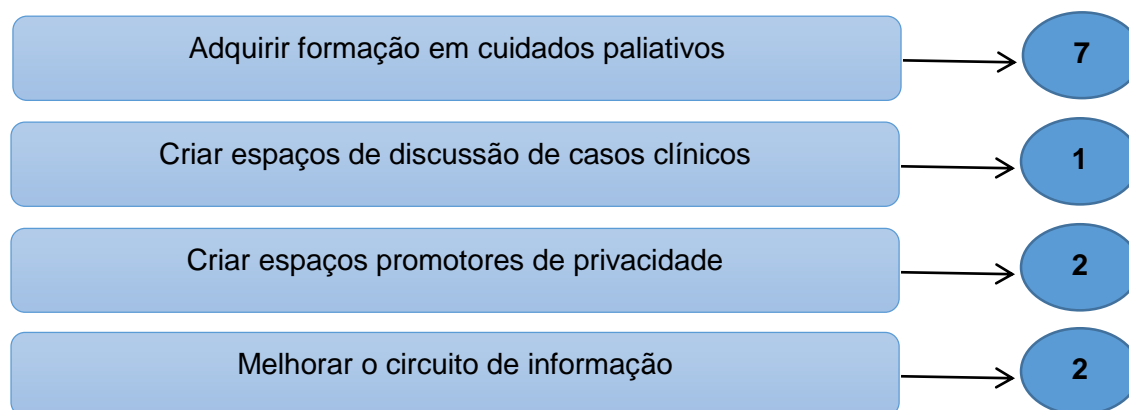 Adquirir formação em cuidados paliativos
7
Criar espaços de discussão de casos clínicos
1
Criar espaços promotores de privacidade
2
Melhorar o circuito de informação
2